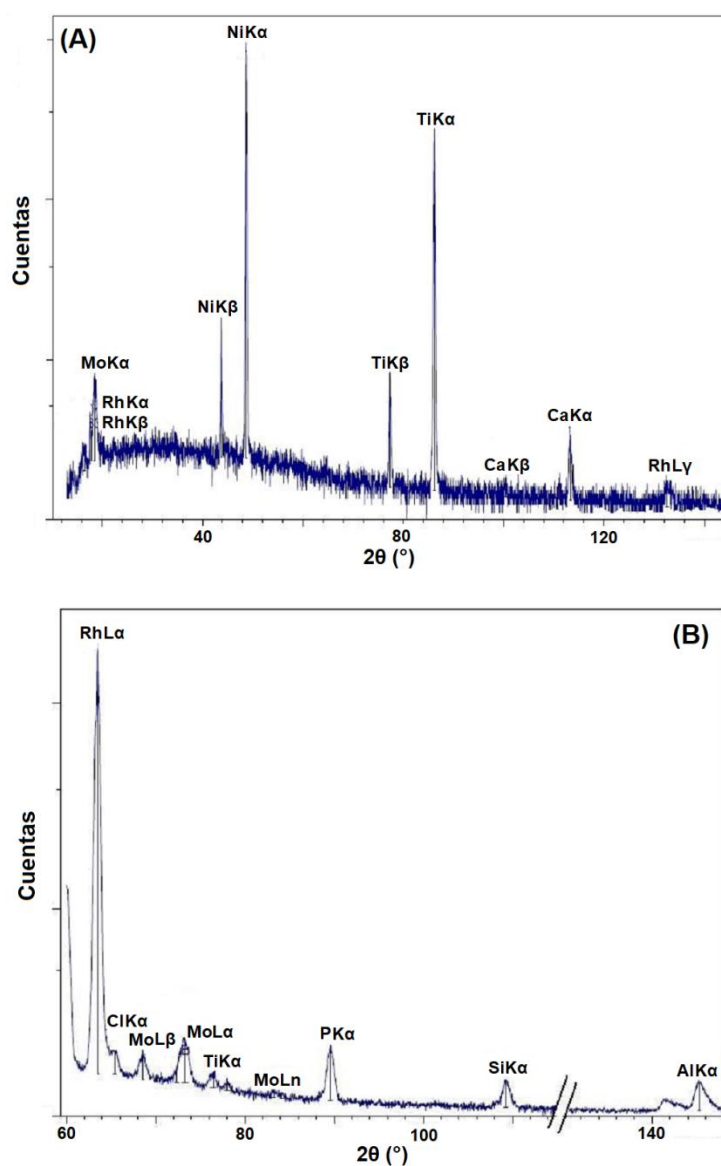 (A)
NiKα
TiKα
Cuentas
NiKβ
MoKα
TiKβ
RhKα
RhKβ
CaKα
CaKβ
RhLγ
40
80
120
2θ (°)
RhLα
(B)
Cuentas
ClKα
MoLβ
MoLα
TiKα
MoLn
PKα
SiKα
AlKα
60
80
100
140
2θ (°)